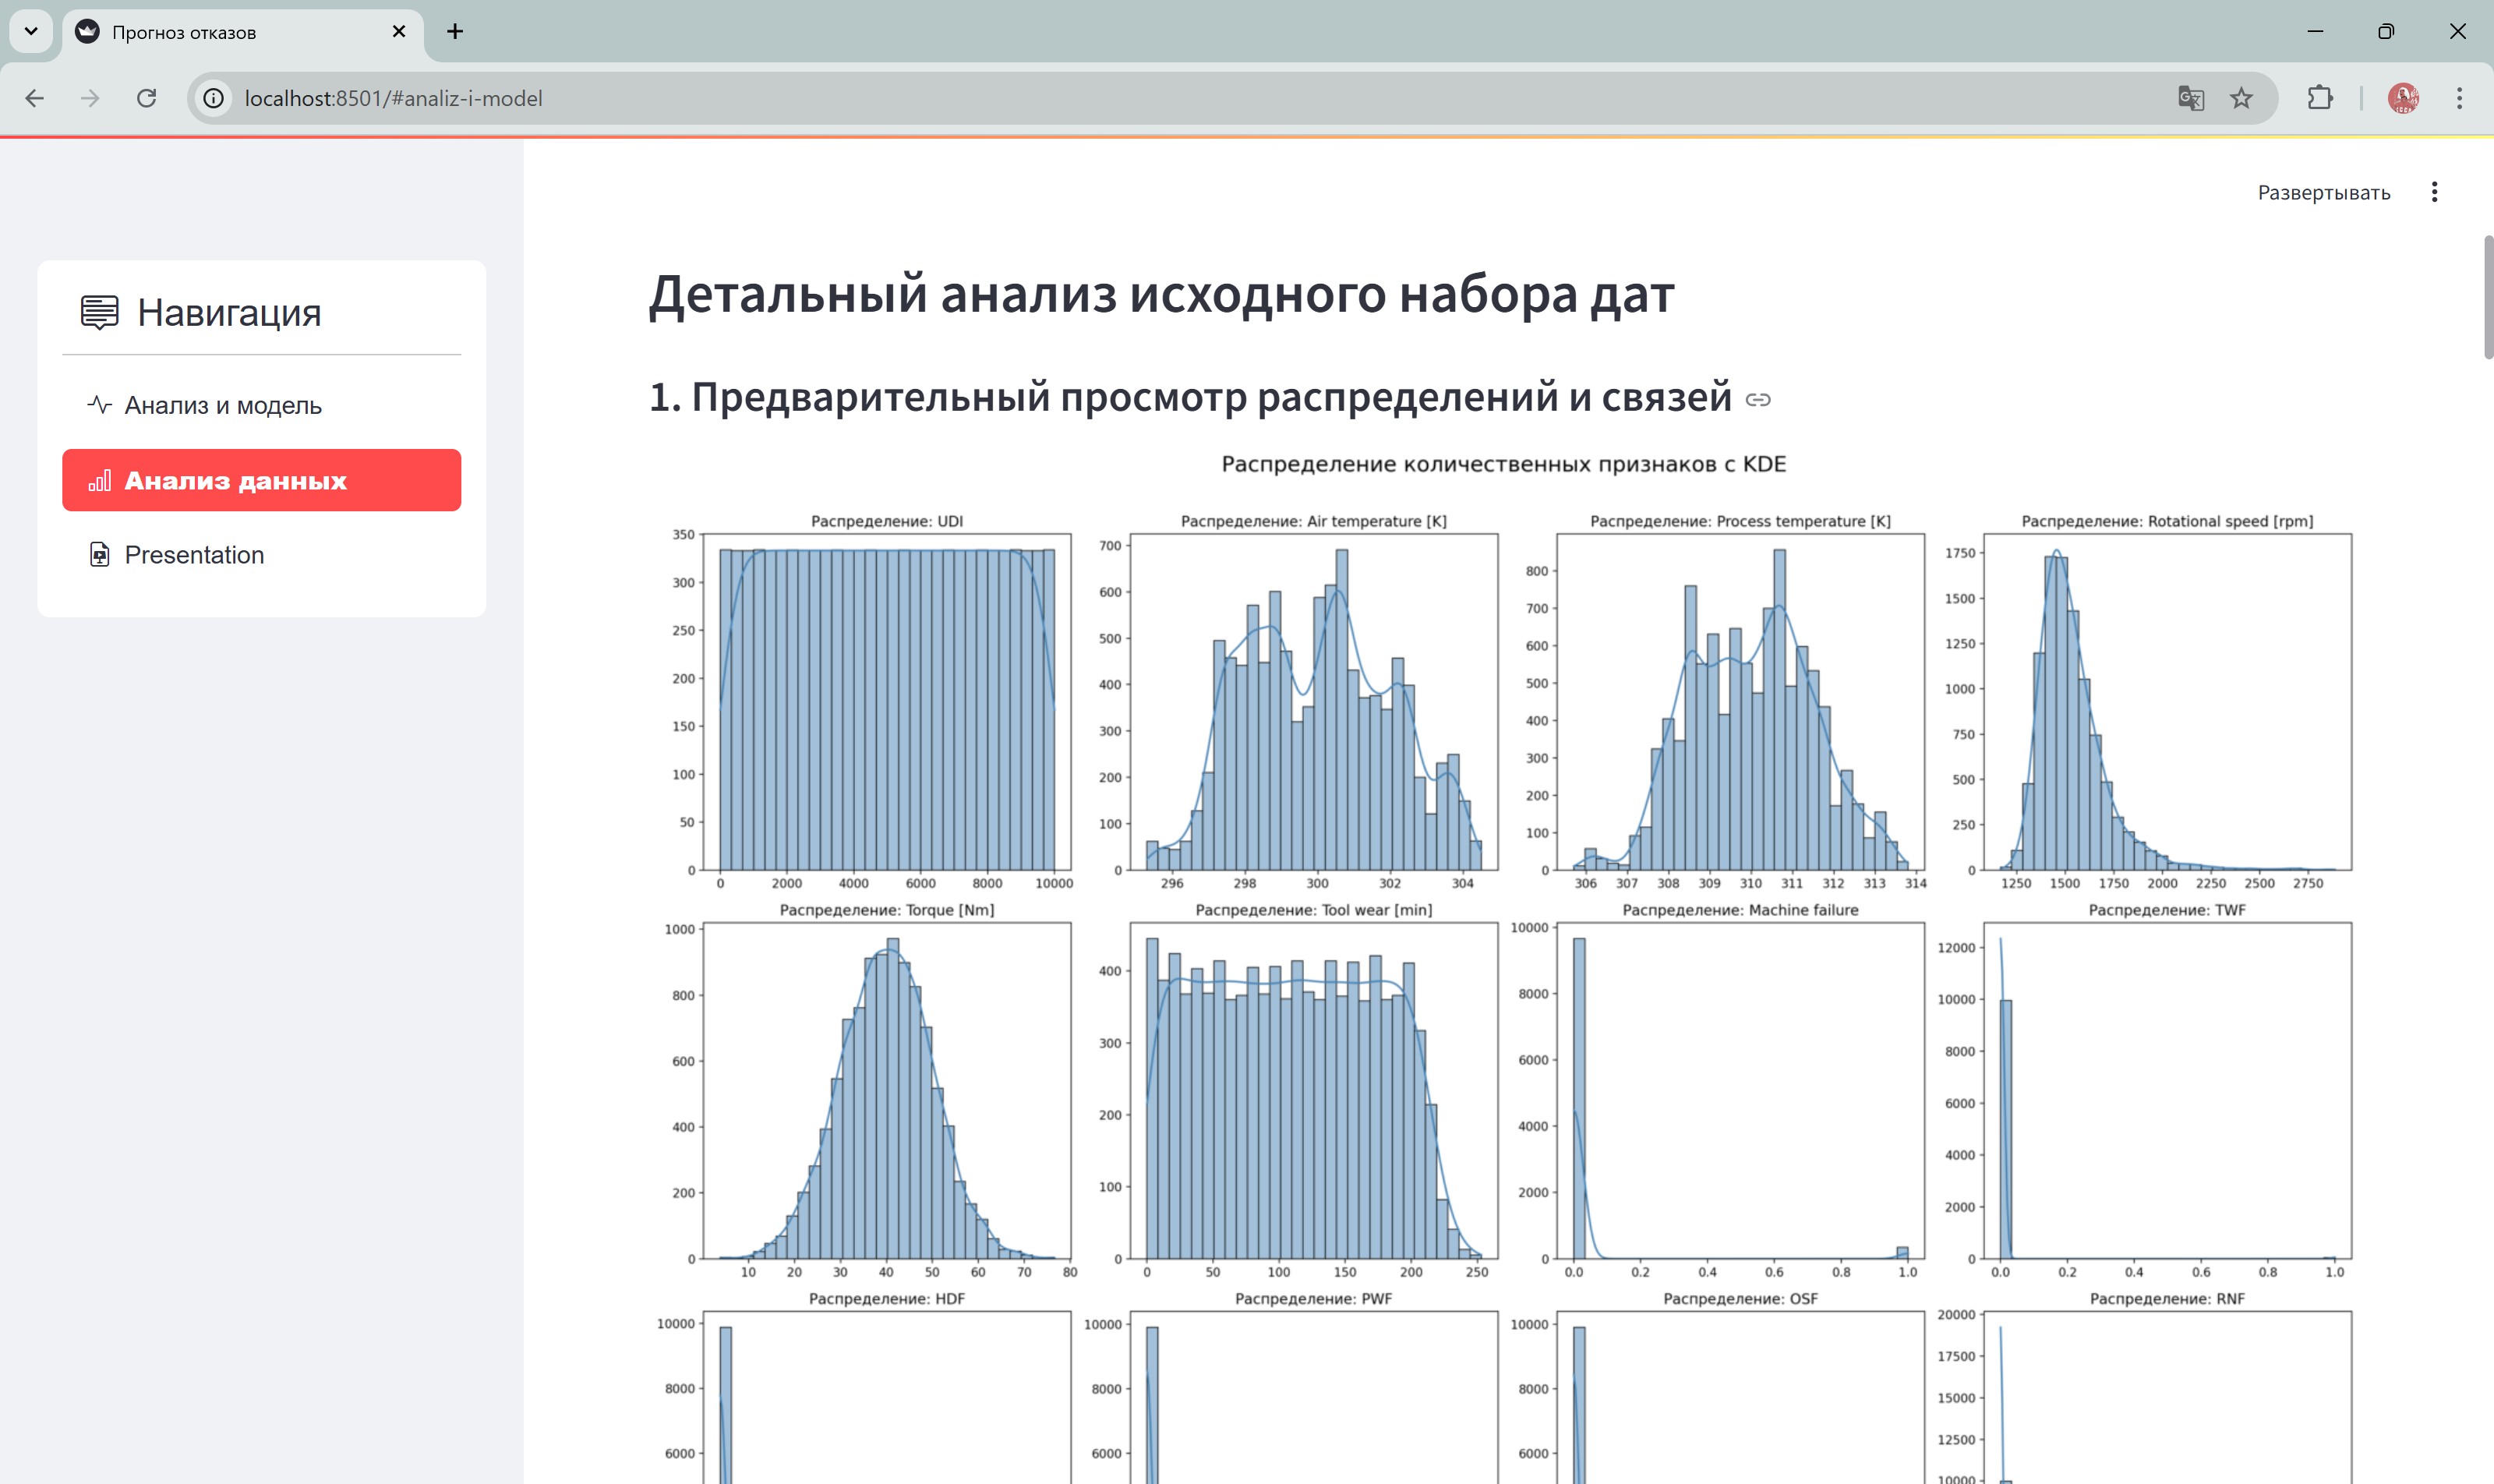 Прогноз отказов
localhost:8501/#analiz-i-model
Развертывать
Навигация
Анализ и модель
Анализ данных
Presentation
Детальный анализ исходного набора дат
1. Предварительный просмотр распределений и связей
Распределение количественных признаков с KDE
Распределение: UDI
350
300
250
200
150
100
50
0
0 2000 4000 6000 8000 10000
Распределение: Air temperature [K]
700
600
500
400
300
200
100
0
296 298 300 302 304
Распределение: Process temperature [K]
800
700
600
500
400
300
200
100
0
306 307 308 309 310 311 312 313 314
Распределение: Rotational speed [rpm]
1750
1500
1250
1000
750
500
250
0
1250 1500 1750 2000 2250 2500 2750
Распределение: Torque [Nm]
1000
800
600
400
200
0
10 20 30 40 50 60 70 80
Распределение: Tool wear [min]
400
300
200
100
0
0 50 100 150 200 250
Распределение: Machine failure
10000
8000
6000
4000
2000
0
0.0 0.2 0.4 0.6 0.8 1.0
Распределение: TWF
12000
10000
8000
6000
4000
2000
0
0.0 0.2 0.4 0.6 0.8 1.0
Распределение: HDF
10000
8000
6000
Распределение: PWF
10000
8000
6000
Распределение: OSF
10000
8000
6000
Распределение: RNF
20000
17500
15000
12500
10000